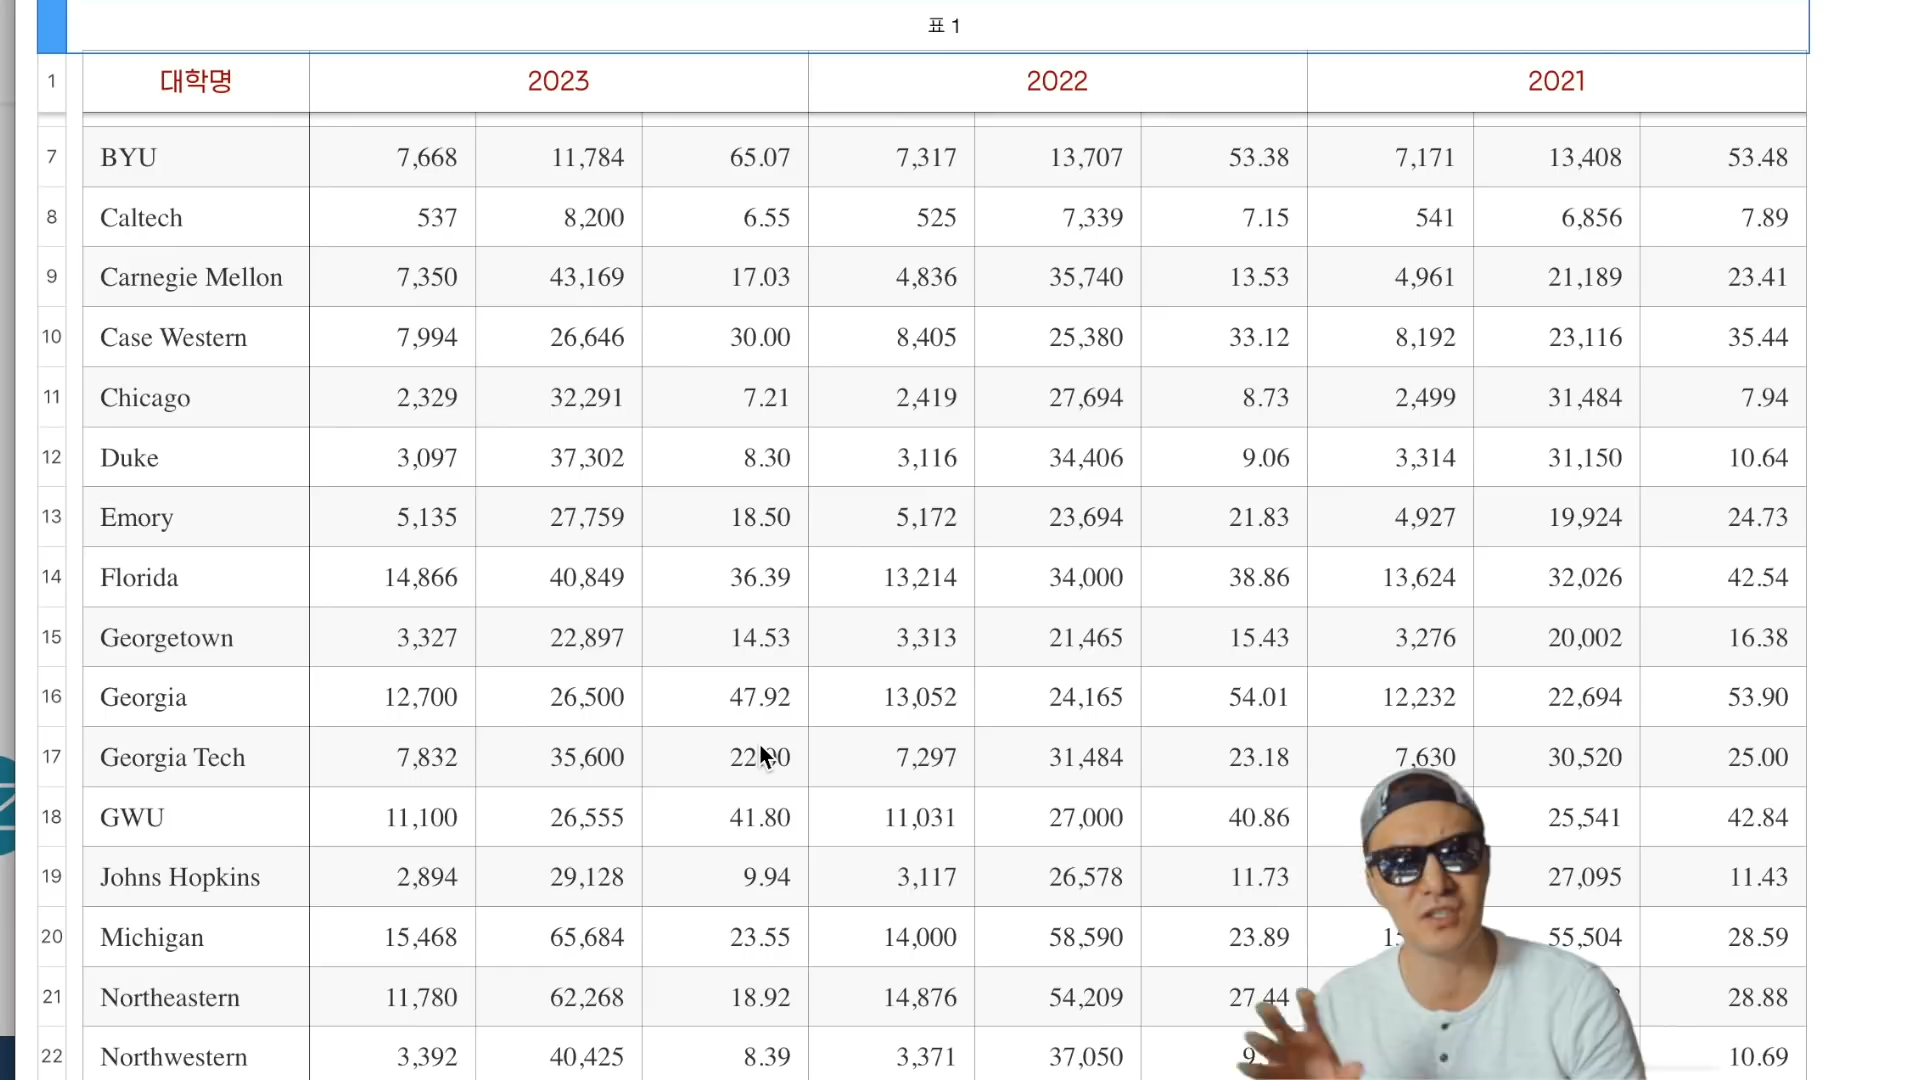 표 1
1 대학명 2023 2022 2021
7 BYU 7,668 11,784 65.07 7,317 13,707 53.38 7,171 13,408 53.48
8 Caltech 537 8,200 6.55 525 7,339 7.15 541 6,856 7.89
9 Carnegie Mellon 7,350 43,169 17.03 4,836 35,740 13.53 4,961 21,189 23.41
10 Case Western 7,994 26,646 30.00 8,405 25,380 33.12 8,192 23,116 35.44
11 Chicago 2,329 32,291 7.21 2,419 27,694 8.73 2,499 31,484 7.94
12 Duke 3,097 37,302 8.30 3,116 34,406 9.06 3,314 31,150 10.64
13 Emory 5,135 27,759 18.50 5,172 23,694 21.83 4,927 19,924 24.73
14 Florida 14,866 40,849 36.39 13,214 34,000 38.86 13,624 32,026 42.54
15 Georgetown 3,327 22,897 14.53 3,313 21,465 15.43 3,276 20,002 16.38
16 Georgia 12,700 26,500 47.92 13,052 24,165 54.01 12,232 22,694 53.90
17 Georgia Tech 7,832 35,600 7,297 31,484 23.18 7,630 30,520 25.00
18 GWU 11,100 26,555 41.80 11,031 27,000 40.86 25,541 42.84
19 Johns Hopkins 2,894 29,128 9.94 3,117 26,578 11.73 27,095 11.43
20 Michigan 15,468 65,684 23.55 14,000 58,590 23.89 55,504 28.59
21 Northeastern 11,780 62,268 18.92 14,876 54,209 27.44 28.88
22 Northwestern 3,392 40,425 8.39 3,371 37,050 10.69